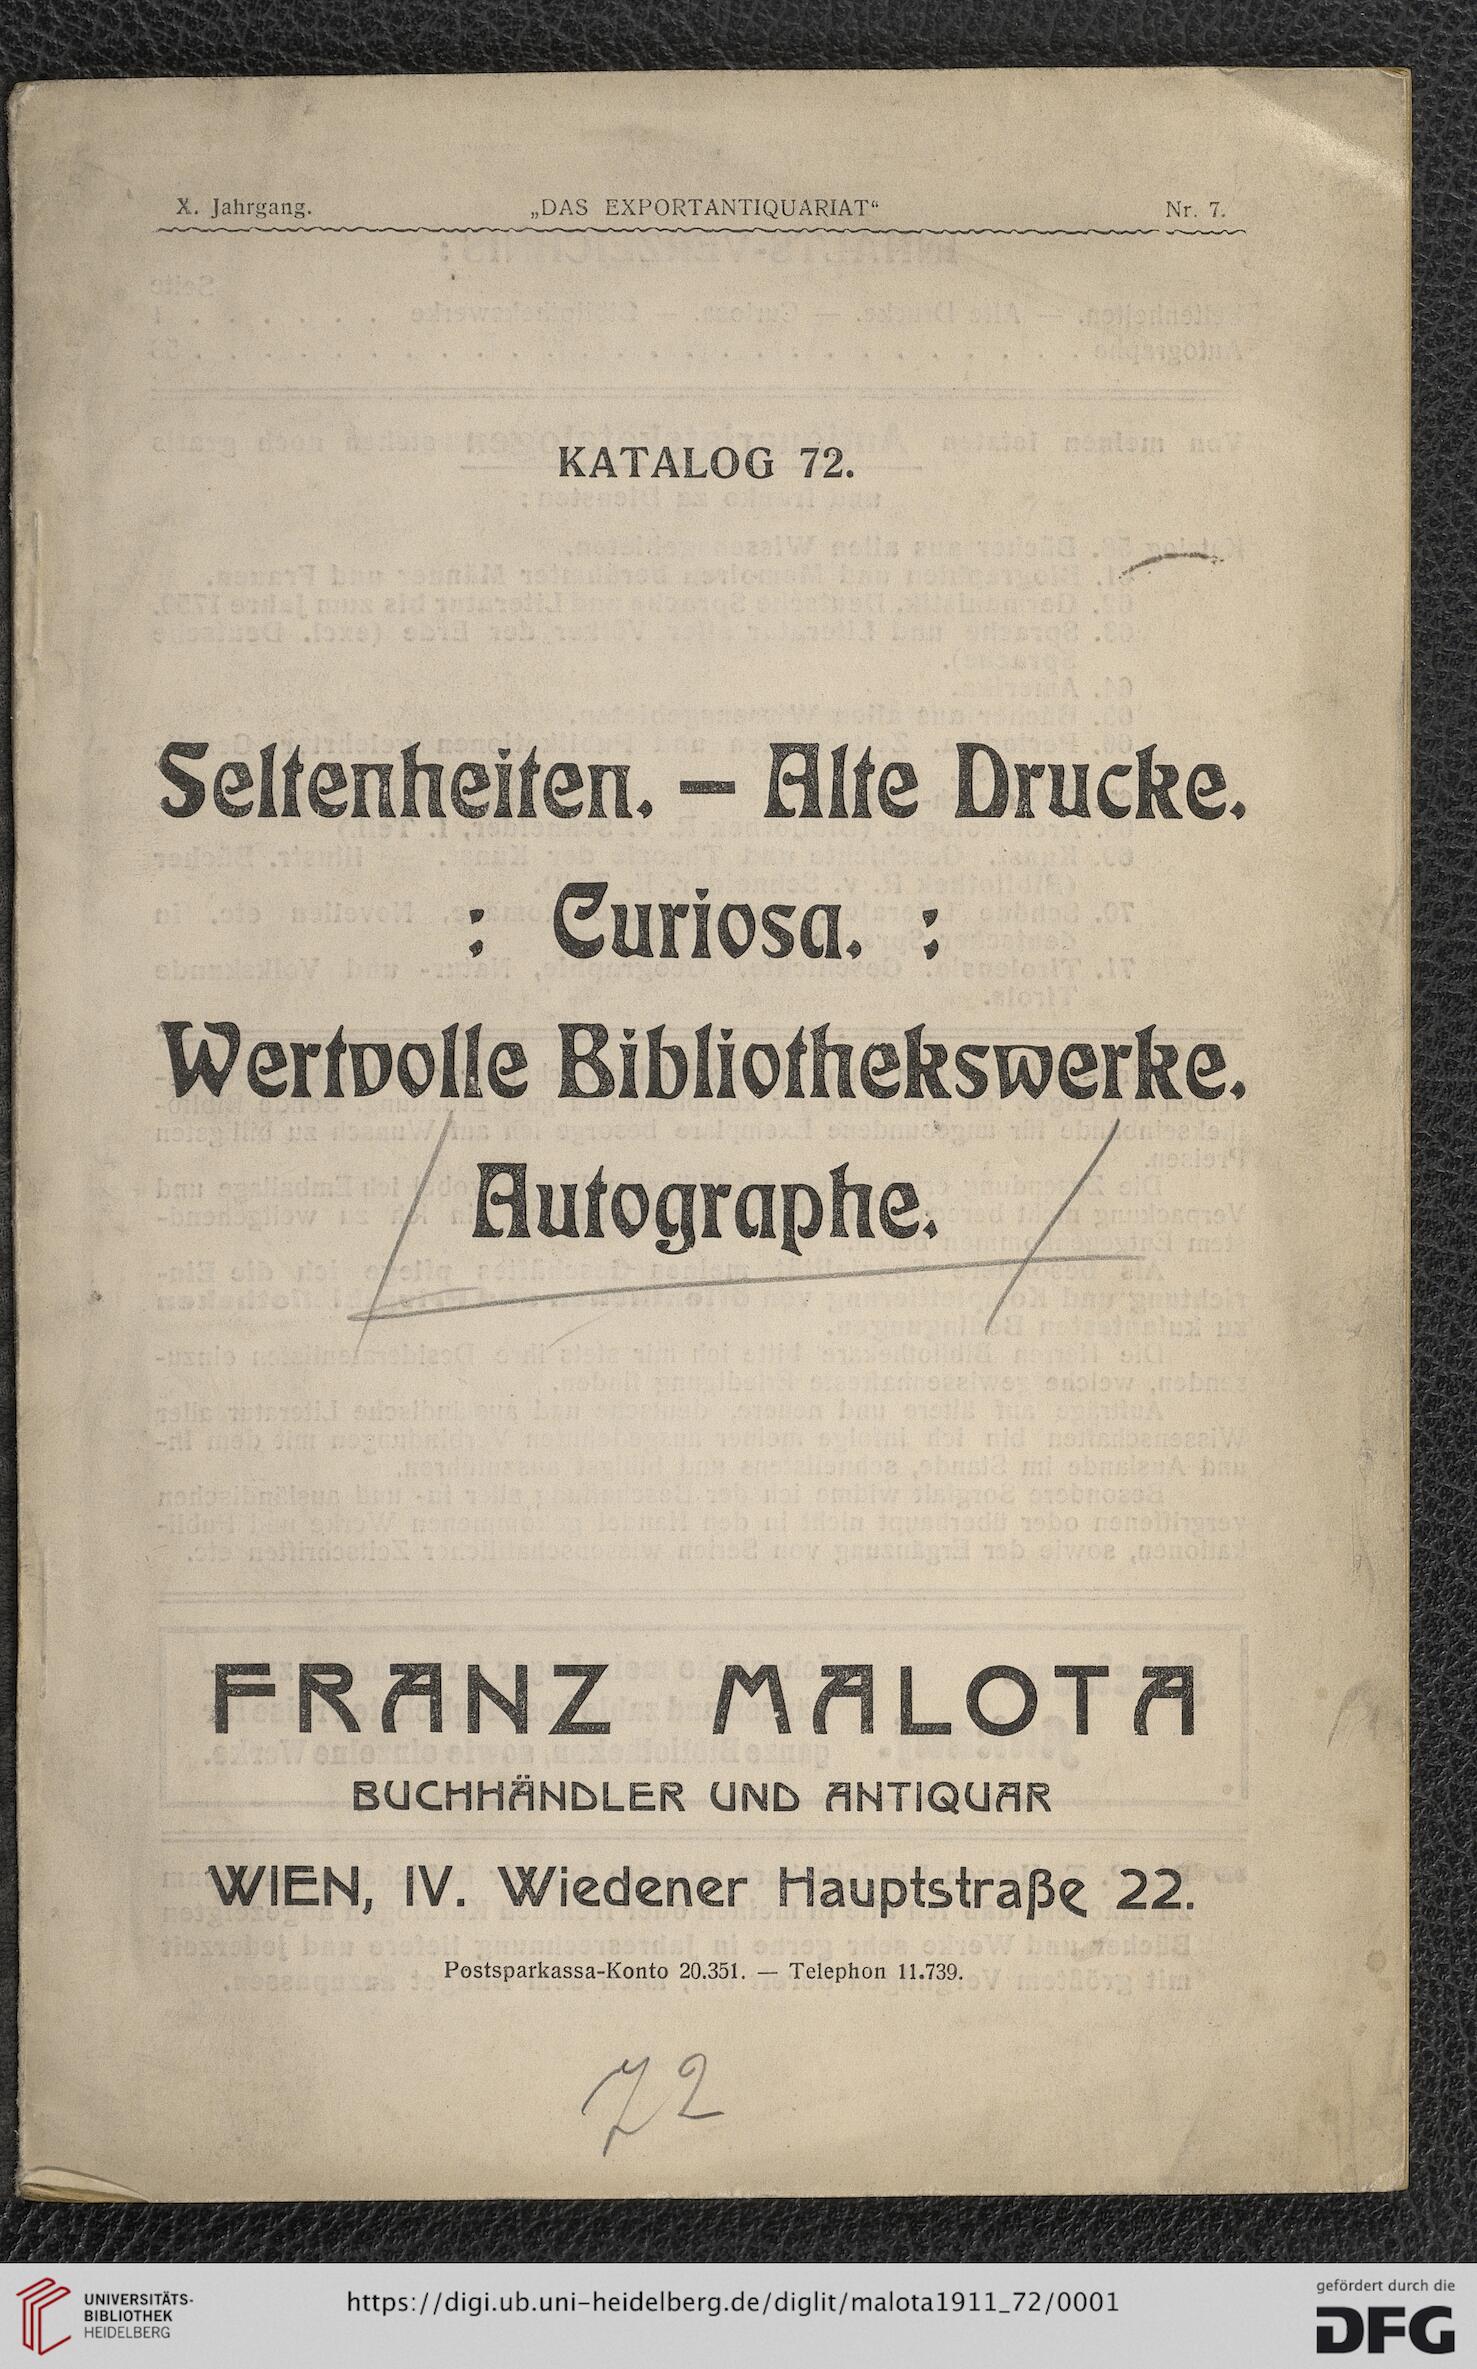 X. Jahrgang. „DAS EXPORTANTIQUARIAT“ Nr. 7.
KATALOG 72.
Seltenheiten. — Alte Drucke.
: Curiosa. :
Wertvolle Bibliothekswerke.
Autographe.
FRANZ MALOTA
BUCHHÄNDLER UND ANTIQUAR
WIEN, IV. Wiedener Hauptstraße 22.
Postsparkassa-Konto 20.351. — Telephon 11.739.
72
UNIVERSITÄTS-
BIBLIOTHEK
HEIDELBERG
https://digi.ub.uni-heidelberg.de/diglit/malota1911_72/0001
gefördert durch die
DFG